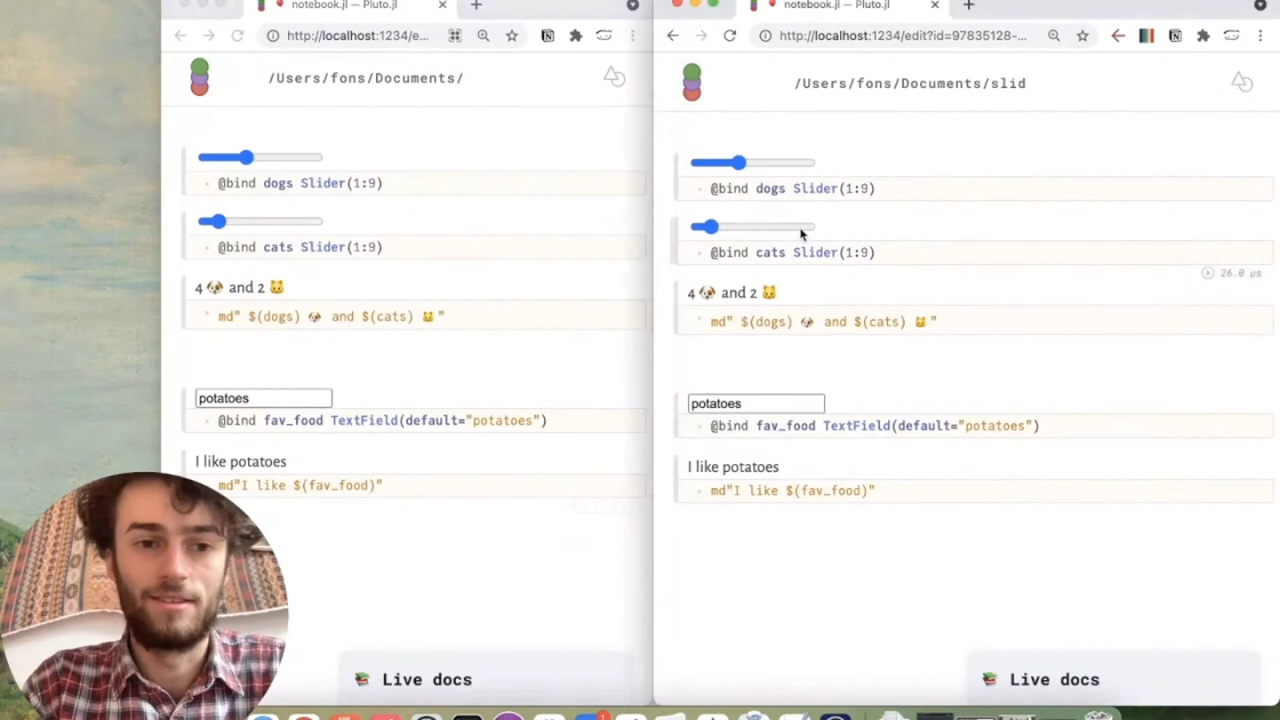 notebook.jl — Pluto.jl
http://localhost:1234/e...
/Users/fons/Documents/
@bind dogs Slider(1:9)
@bind cats Slider(1:9)
4 🐶 and 2 🐱
md" $(dogs) 🐶 and $(cats) 🐱 "
potatoes
@bind fav_food TextField(default="potatoes")
I like potatoes
md"I like $(fav_food)"
📚 Live docs
notebook.jl — Pluto.jl
http://localhost:1234/edit?id=97835128-...
/Users/fons/Documents/slid
@bind dogs Slider(1:9)
@bind cats Slider(1:9)
26.0 μs
4 🐶 and 2 🐱
md" $(dogs) 🐶 and $(cats) 🐱 "
potatoes
@bind fav_food TextField(default="potatoes")
I like potatoes
md"I like $(fav_food)"
📚 Live docs